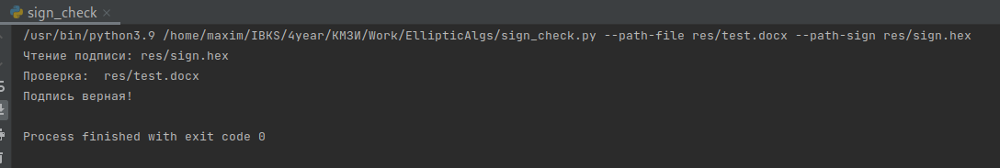 sign_check
/usr/bin/python3.9 /home/maxim/IBKS/4year/КМЗИ/Work/EllipticAlgs/sign_check.py --path-file res/test.docx --path-sign res/sign.hex
Чтение подписи: res/sign.hex
Проверка:  res/test.docx
Подпись верная!
Process finished with exit code 0